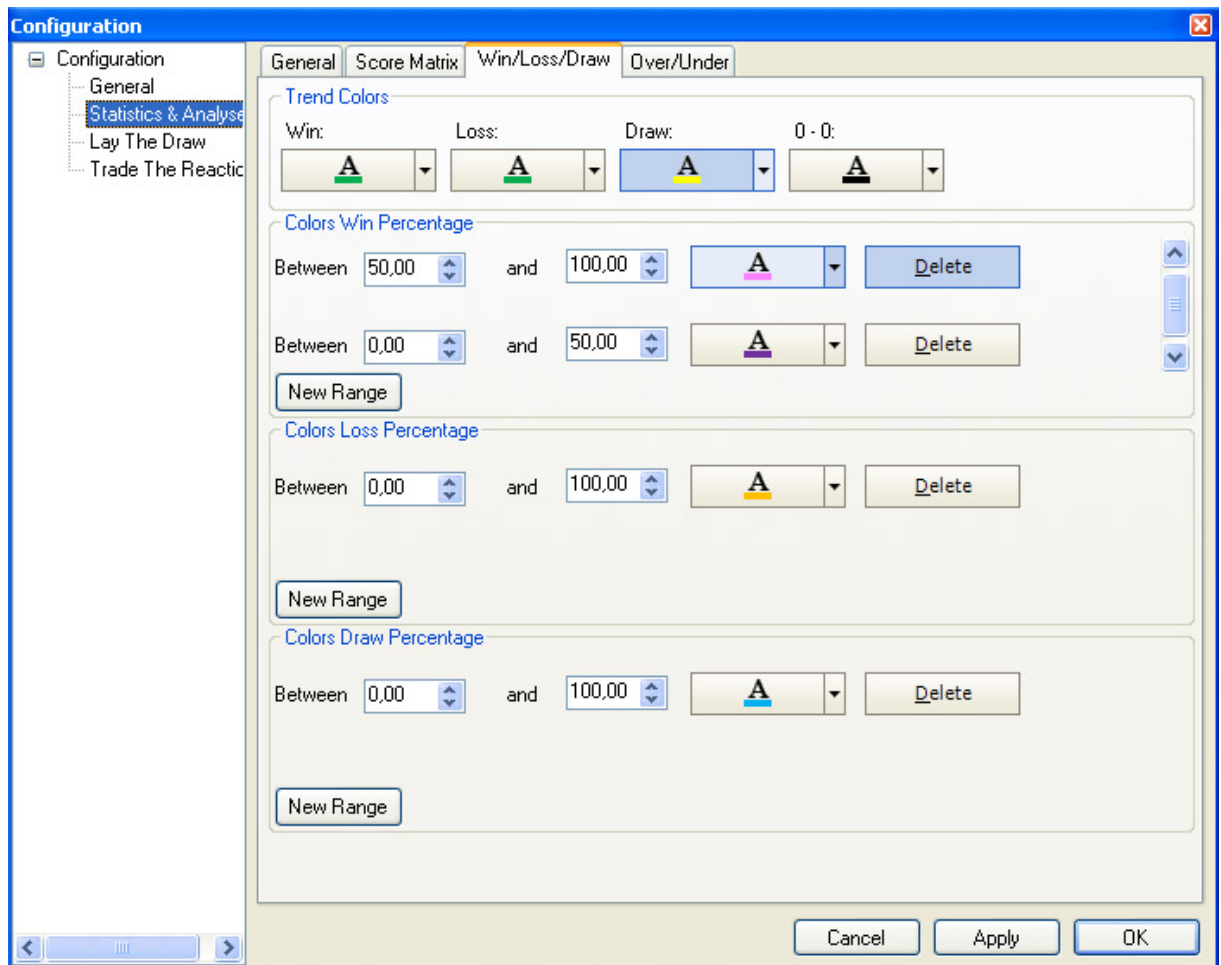 Configuration
Configuration
General
Statistics & Analyse
Lay The Draw
Trade The Reactic
General Score Matrix Win/Loss/Draw Over/Under
Trend Colors
Win: Loss: Draw: 0 - 0:
A A A A
Colors Win Percentage
Between 50,00 and 100,00 A Delete
Between 0,00 and 50,00 A Delete
New Range
Colors Loss Percentage
Between 0,00 and 100,00 A Delete
New Range
Colors Draw Percentage
Between 0,00 and 100,00 A Delete
New Range
Cancel Apply OK